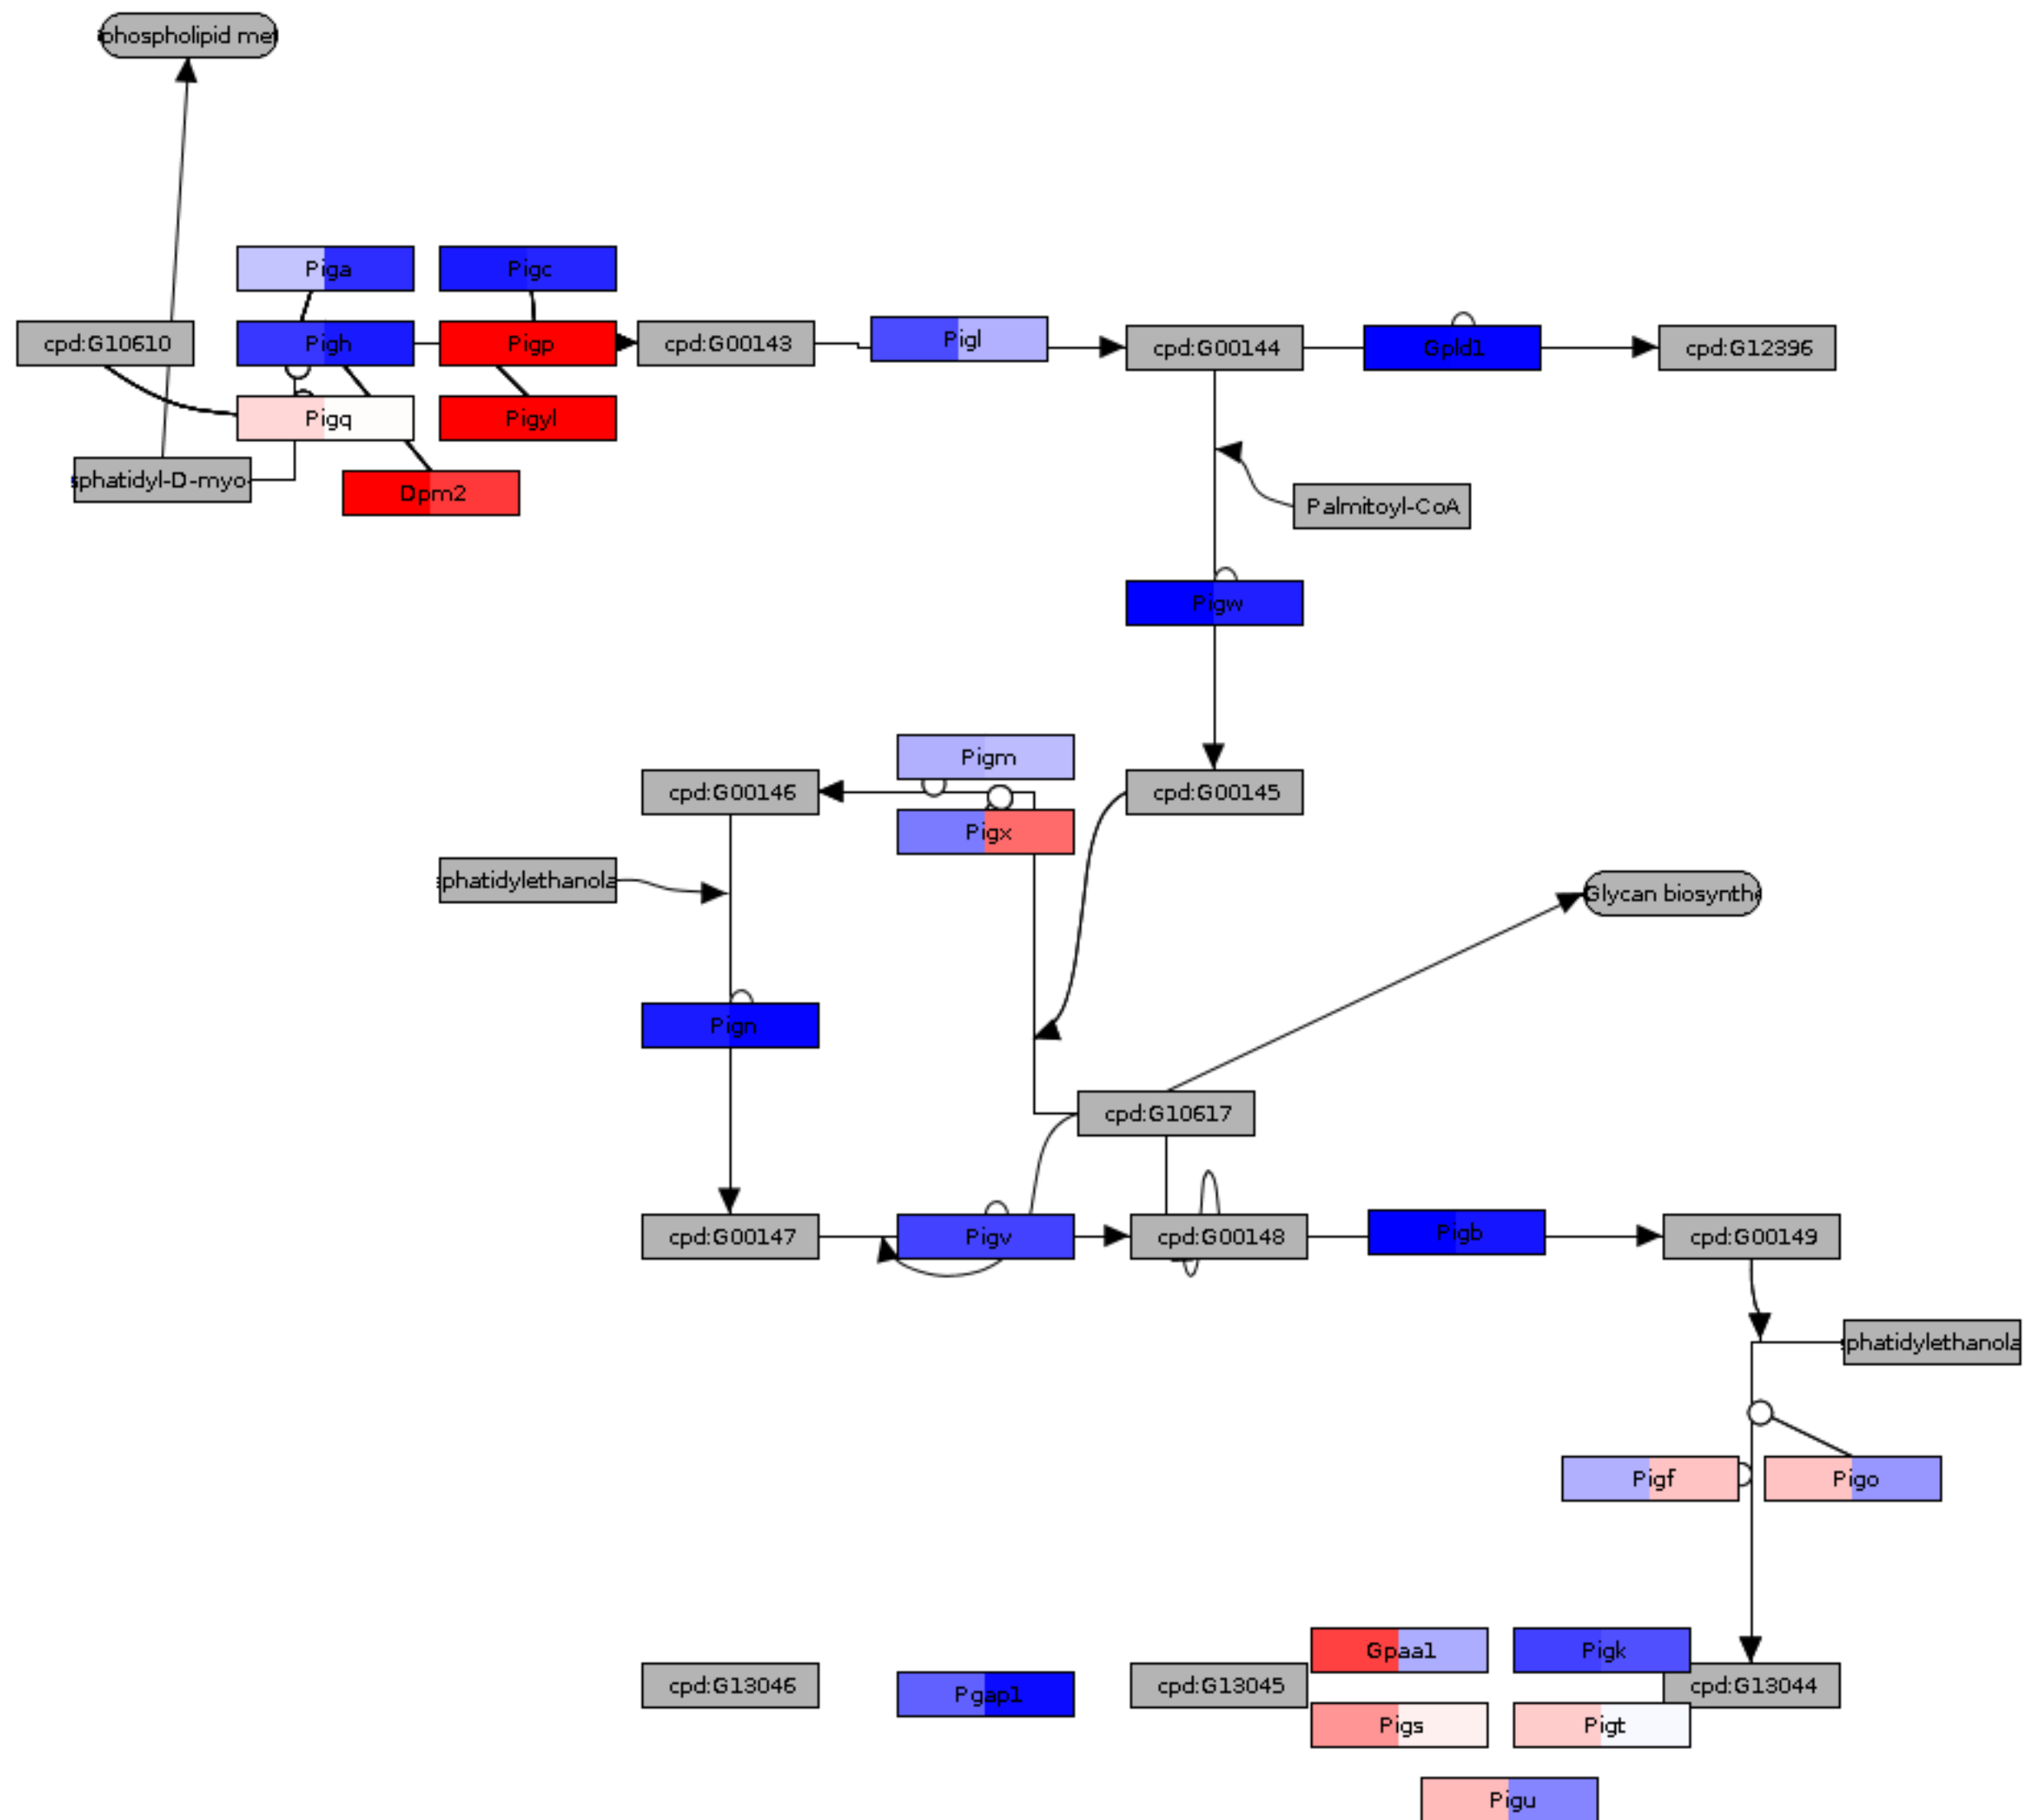 phospholipid met
Piga
Pigc
cpd:G10610
Pigh
Pigp
cpd:G00143
Pigl
cpd:G00144
Gpld1
cpd:G12396
Pigq
Pigyl
sphatidyl-D-myo-
Dpm2
Palmitoyl-CoA
Pigw
Pigm
cpd:G00146
cpd:G00145
Pigx
phatidylethanola
Glycan biosynthe
Pign
cpd:G10617
cpd:G00147
Pigv
cpd:G00148
Pigb
cpd:G00149
phatidylethanola
Pigf
Pigo
Gpaa1
Pigk
cpd:G13046
Pgap1
cpd:G13045
cpd:G13044
Pigs
Pigt
Pigu